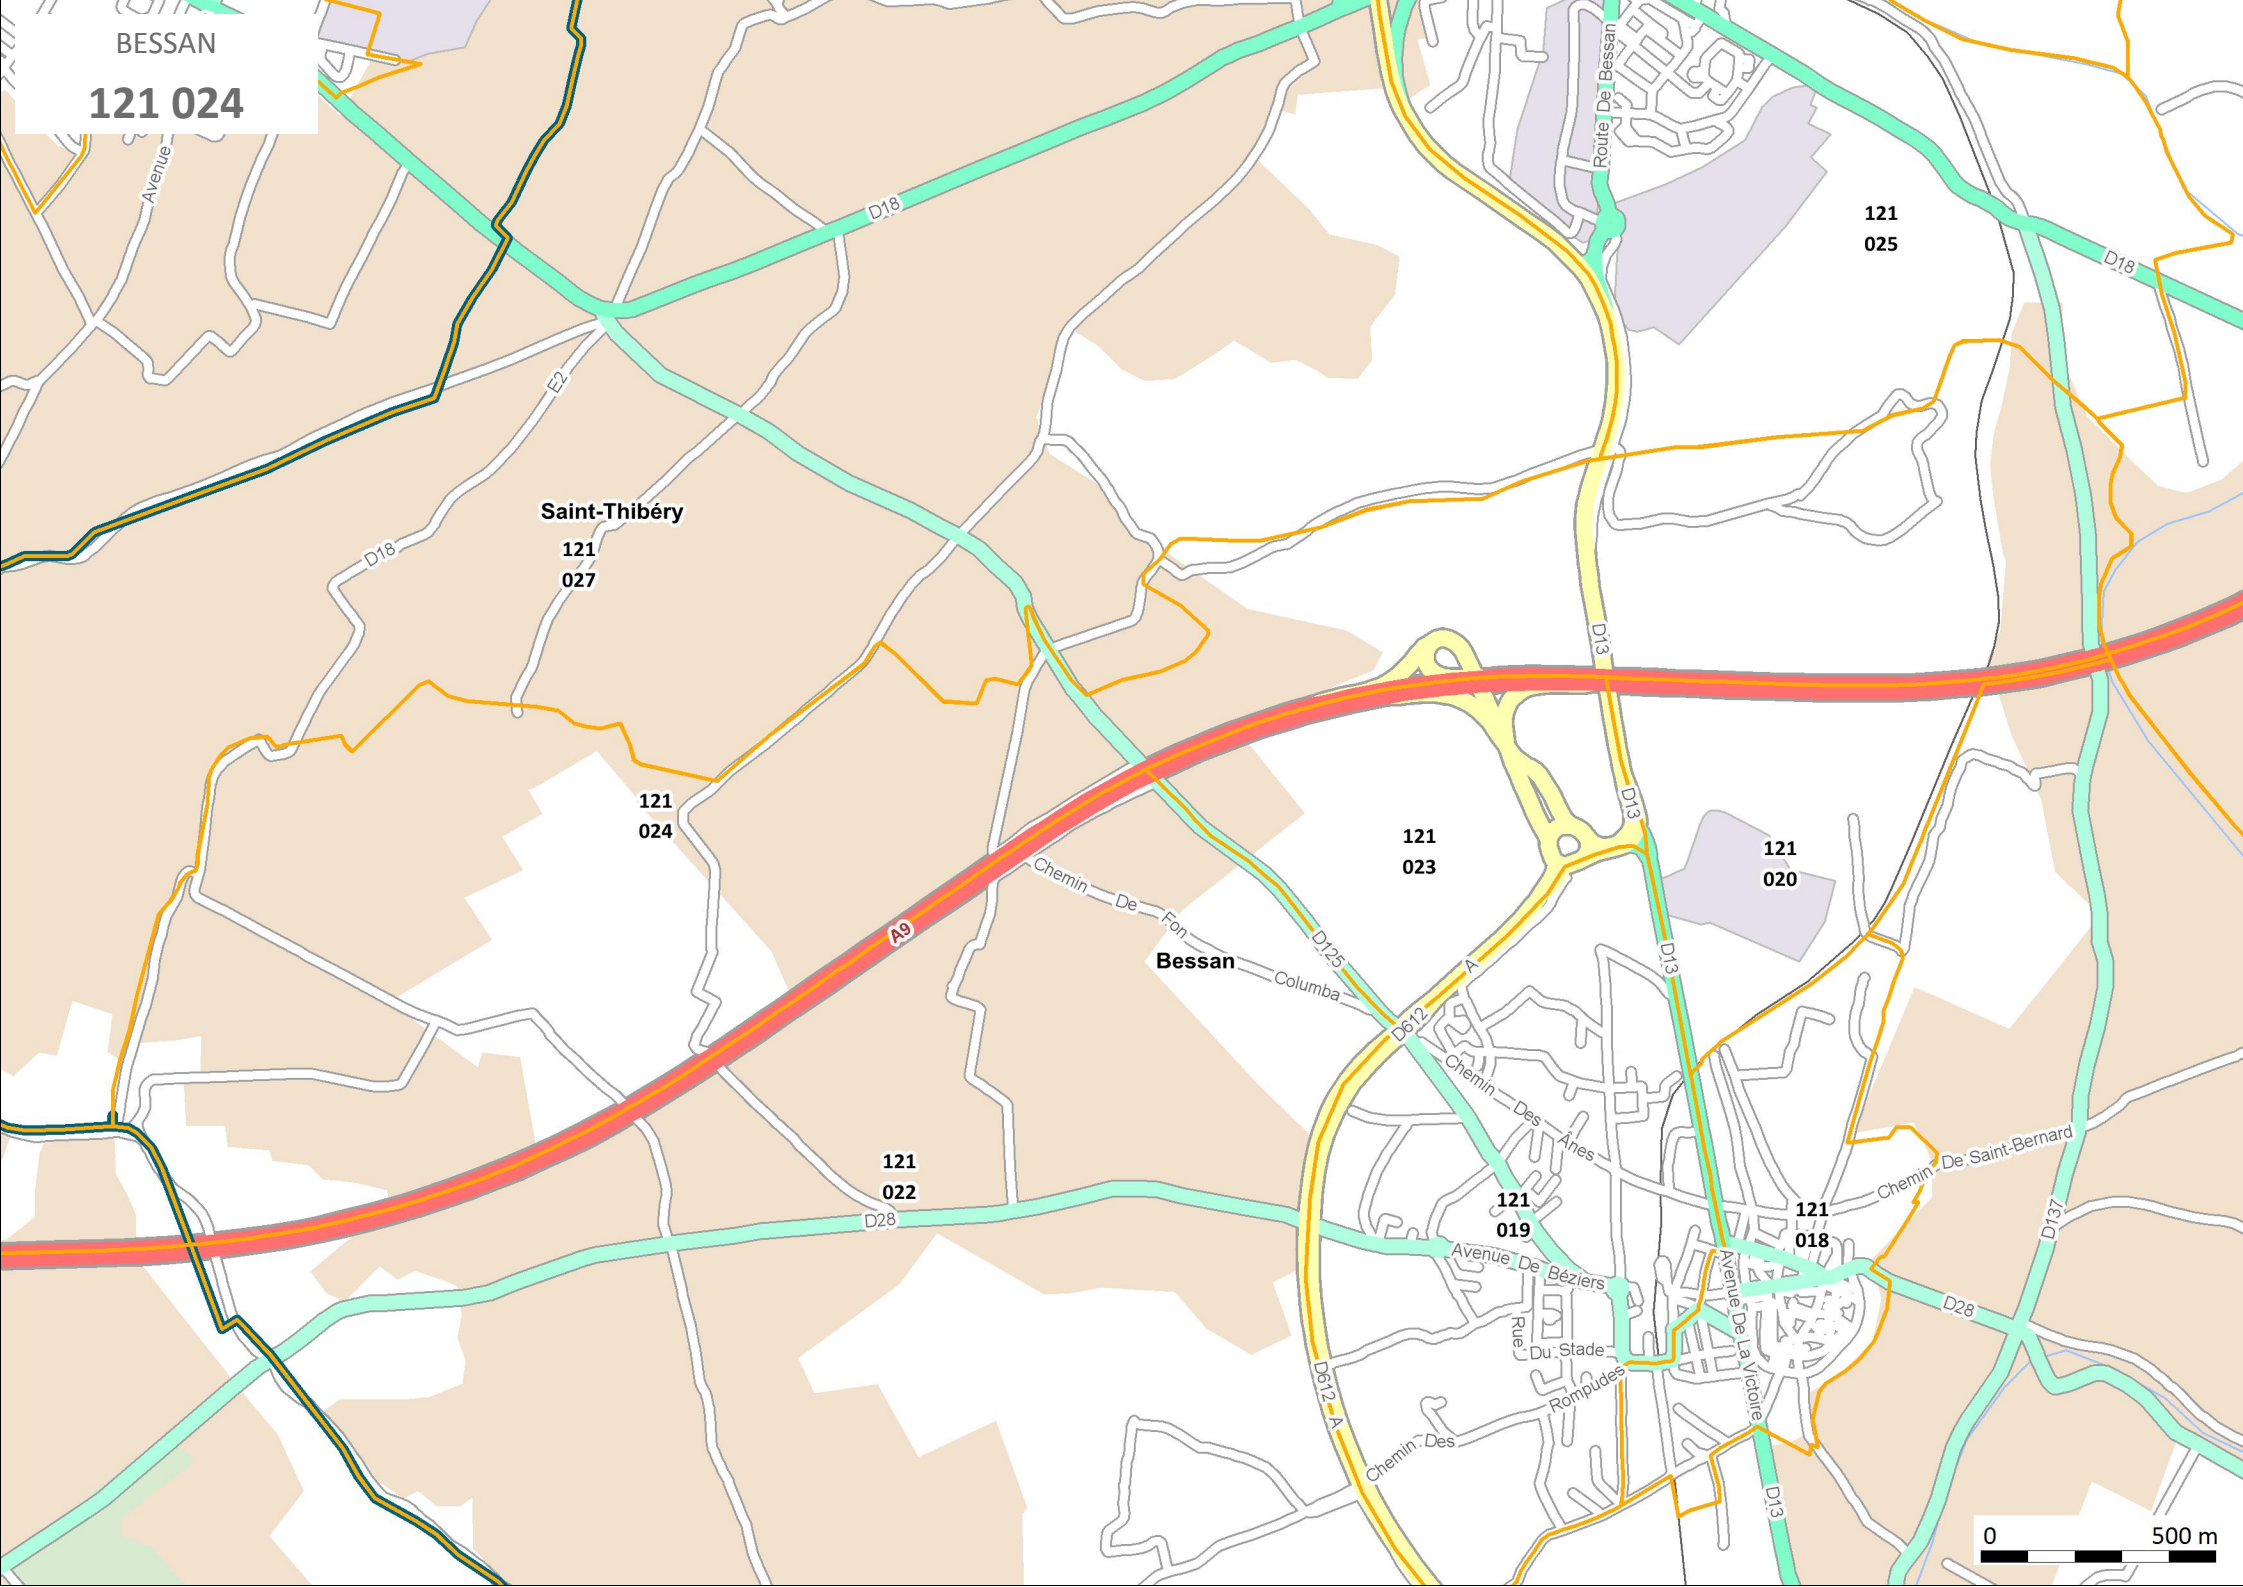 BESSAN
121 024
Avenue
Route De Bessan
D18
121
025
D18
E2
Saint-Thibéry
121
027
D18
D13
121
024
D13
121
023
121
020
Chemin De Fon Columba
A9
Bessan
D125
A
D13
D612
Chemin Des Ânes
Chemin De Saint-Bernard
121
022
D28
121
019
121
018
D137
Avenue De Béziers
Avenue De La Victoire
D28
Rue Du Stade
D612 A
Chemin Des Rompudes
D13
0 500 m